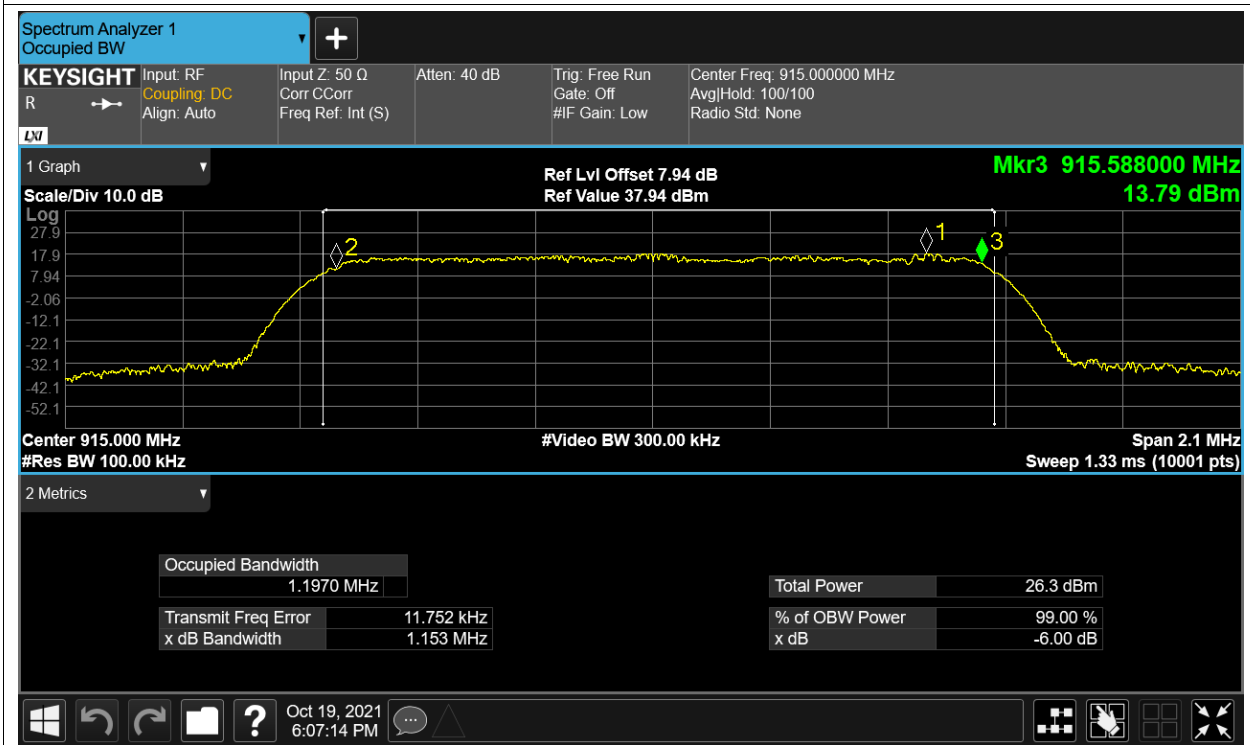 Spectrum Analyzer 1
Occupied BW
▼
+
KEYSIGHT
R
LXI
Input: RF
Coupling: DC
Align: Auto
Input Z: 50 Ω
Corr CCorr
Freq Ref: Int (S)
Atten: 40 dB
Trig: Free Run
Gate: Off
#IF Gain: Low
Center Freq: 915.000000 MHz
Avg|Hold: 100/100
Radio Std: None
1 Graph ▼
Scale/Div 10.0 dB
Ref Lvl Offset 7.94 dB
Ref Value 37.94 dBm
Mkr3 915.588000 MHz
13.79 dBm
Log
27.9
17.9
7.94
-2.06
-12.1
-22.1
-32.1
-42.1
-52.1
2
1
3
Center 915.000 MHz
#Res BW 100.00 kHz
#Video BW 300.00 kHz
Span 2.1 MHz
Sweep 1.33 ms (10001 pts)
2 Metrics ▼
Occupied Bandwidth
1.1970 MHz
Transmit Freq Error 11.752 kHz
x dB Bandwidth 1.153 MHz
Total Power 26.3 dBm
% of OBW Power 99.00 %
x dB -6.00 dB
?
Oct 19, 2021
6:07:14 PM